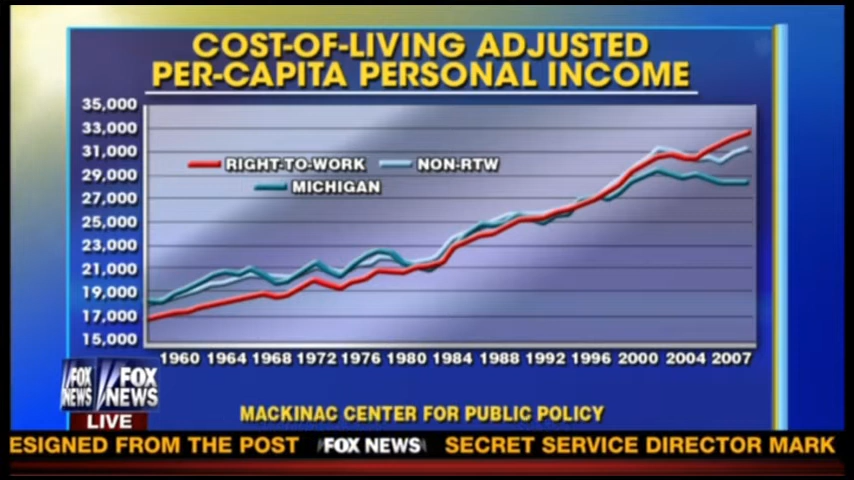 COST-OF-LIVING ADJUSTED
PER-CAPITA PERSONAL INCOME
35,000
33,000
31,000
29,000
27,000
25,000
23,000
21,000
19,000
17,000
15,000
RIGHT-TO-WORK NON-RTW
MICHIGAN
1960 1964 1968 1972 1976 1980 1984 1988 1992 1996 2000 2004 2007
FOX NEWS
FOX NEWS
LIVE
MACKINAC CENTER FOR PUBLIC POLICY
ESIGNED FROM THE POST FOX NEWS SECRET SERVICE DIRECTOR MARK